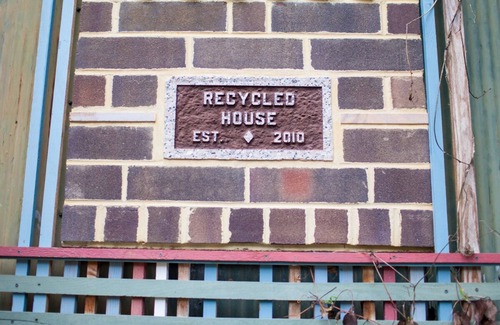 RECYCLED
HOUSE
EST. ♦ 2010